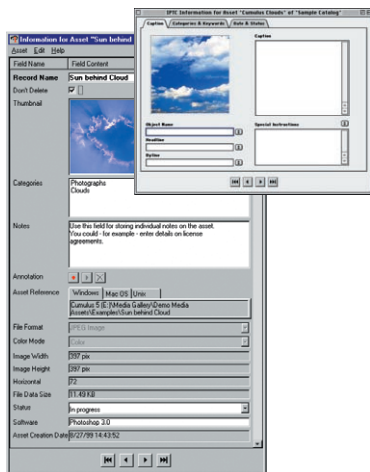 IPTC Information for Asset "Cumulus Clouds" of "Sample Catalog"
Caption
Categories & Keywords
Date & Status
Caption
Object Name
Headline
Byline
Special Instructions
Information for Asset "Sun behind
Asset Edit Help
Field Name Field Content
Record Name Sun behind Cloud
Don't Delete
Thumbnail
Categories Photographs
Clouds
Notes Use this field for storing individual notes on the asset.
You could - for example - enter details on license
agreements.
Annotation
Asset Reference Windows Mac OS Unix
Cumulus 5 (E:)\Media Gallery\Demo Media
Assets\Examples\Sun behind Cloud
File Format JPEG Image
Color Mode Color
Image Width 397 pix
Image Height 397 pix
Horizontal 72
File Data Size 11.49 KB
Status In progress
Software Photoshop 3.0
Asset Creation Date 8/27/99 14:43:52